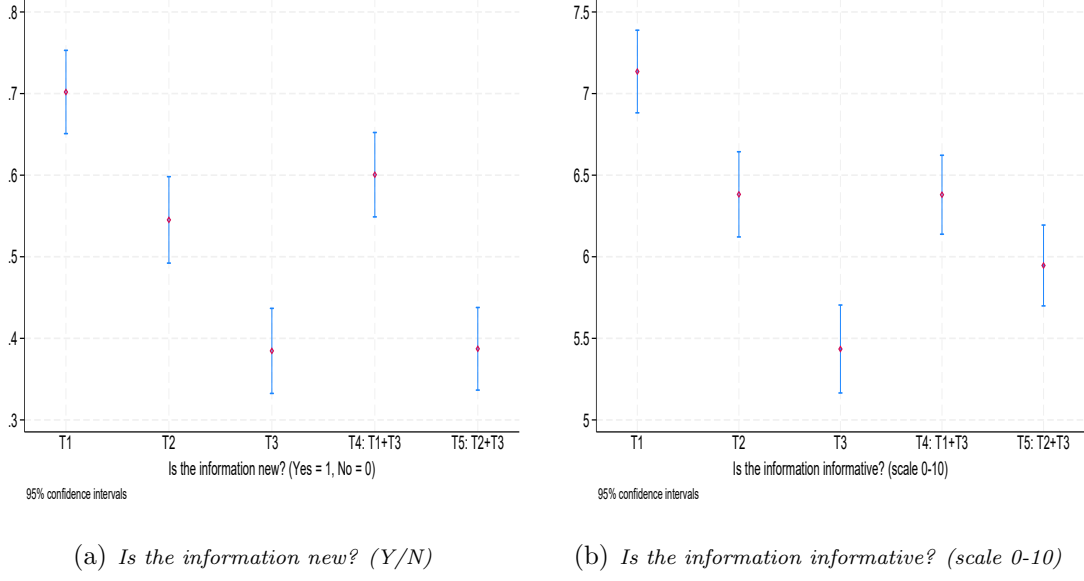 .8
.7
.6
.5
.4
.3
T1 T2 T3 T4: T1+T3 T5: T2+T3
Is the information new? (Yes = 1, No = 0)
95% confidence intervals
(a) Is the information new? (Y/N)
7.5
7
6.5
6
5.5
5
T1 T2 T3 T4: T1+T3 T5: T2+T3
Is the information informative? (scale 0-10)
95% confidence intervals
(b) Is the information informative? (scale 0-10)